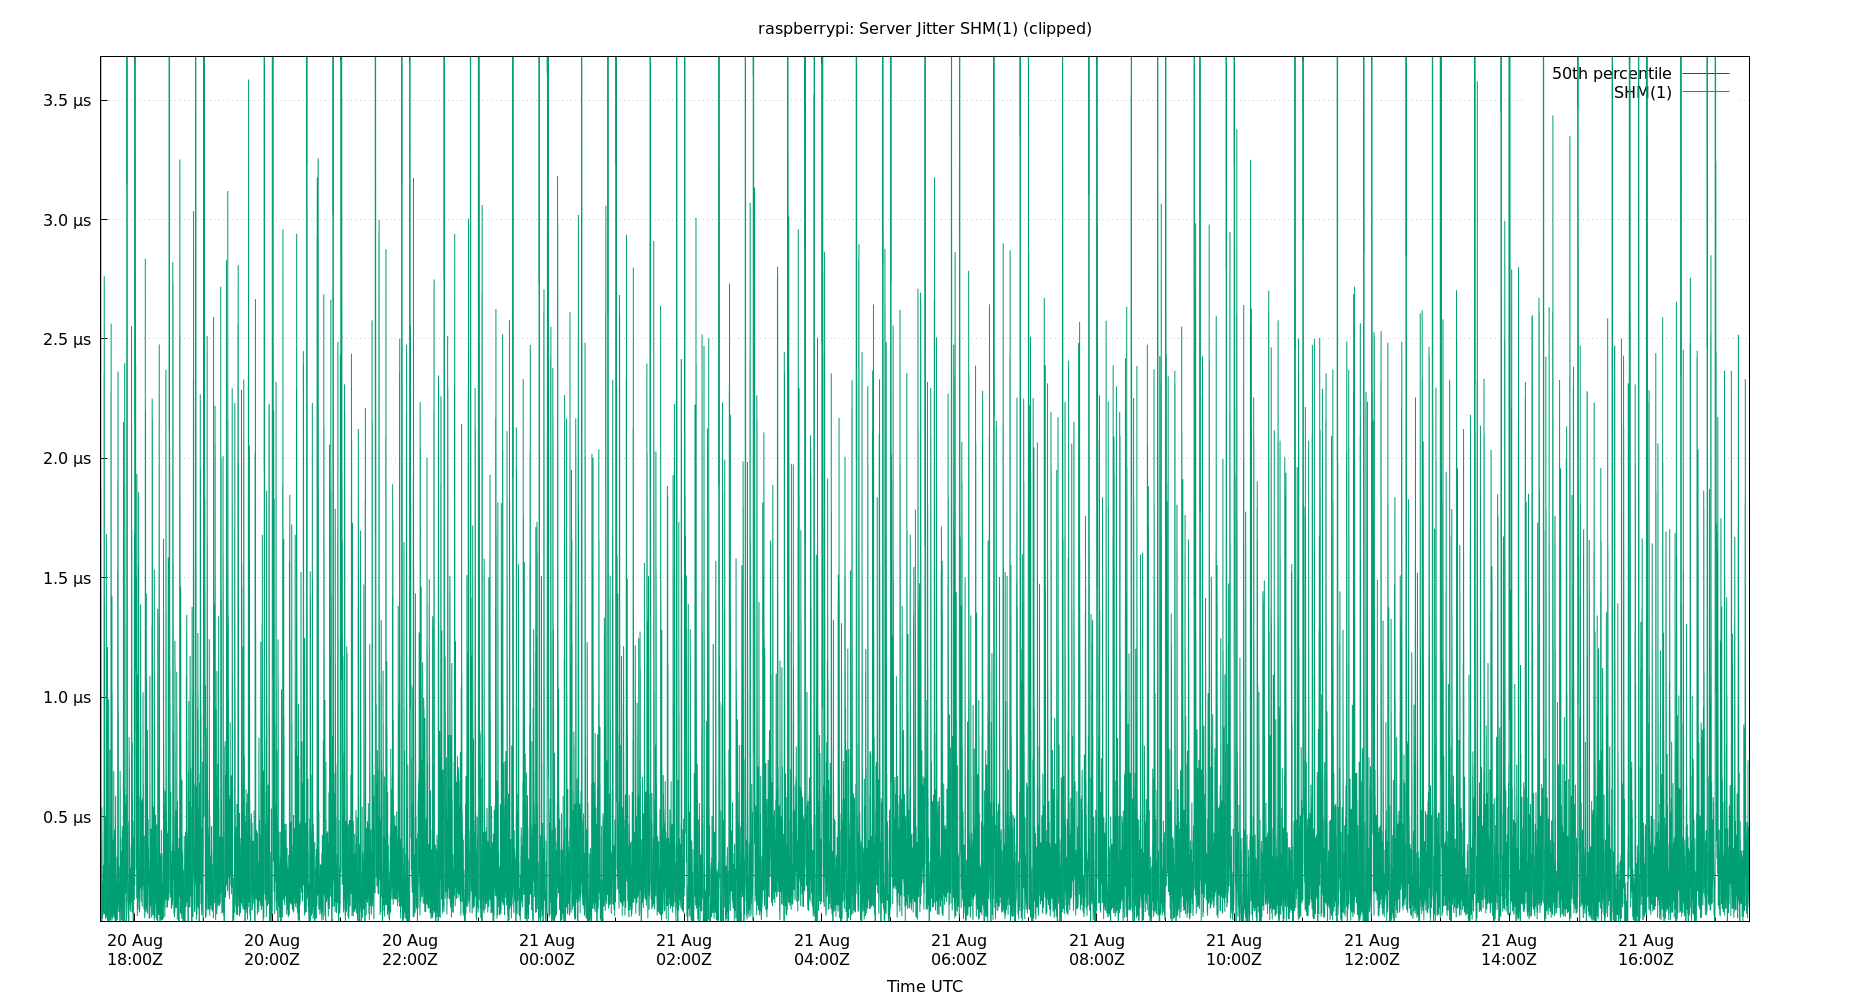 raspberrypi: Server Jitter SHM(1) (clipped)
50th percentile
SHM(1)
3.5 µs
3.0 µs
2.5 µs
2.0 µs
1.5 µs
1.0 µs
0.5 µs
20 Aug 20 Aug 20 Aug 21 Aug 21 Aug 21 Aug 21 Aug 21 Aug 21 Aug 21 Aug 21 Aug 21 Aug
18:00Z 20:00Z 22:00Z 00:00Z 02:00Z 04:00Z 06:00Z 08:00Z 10:00Z 12:00Z 14:00Z 16:00Z
Time UTC